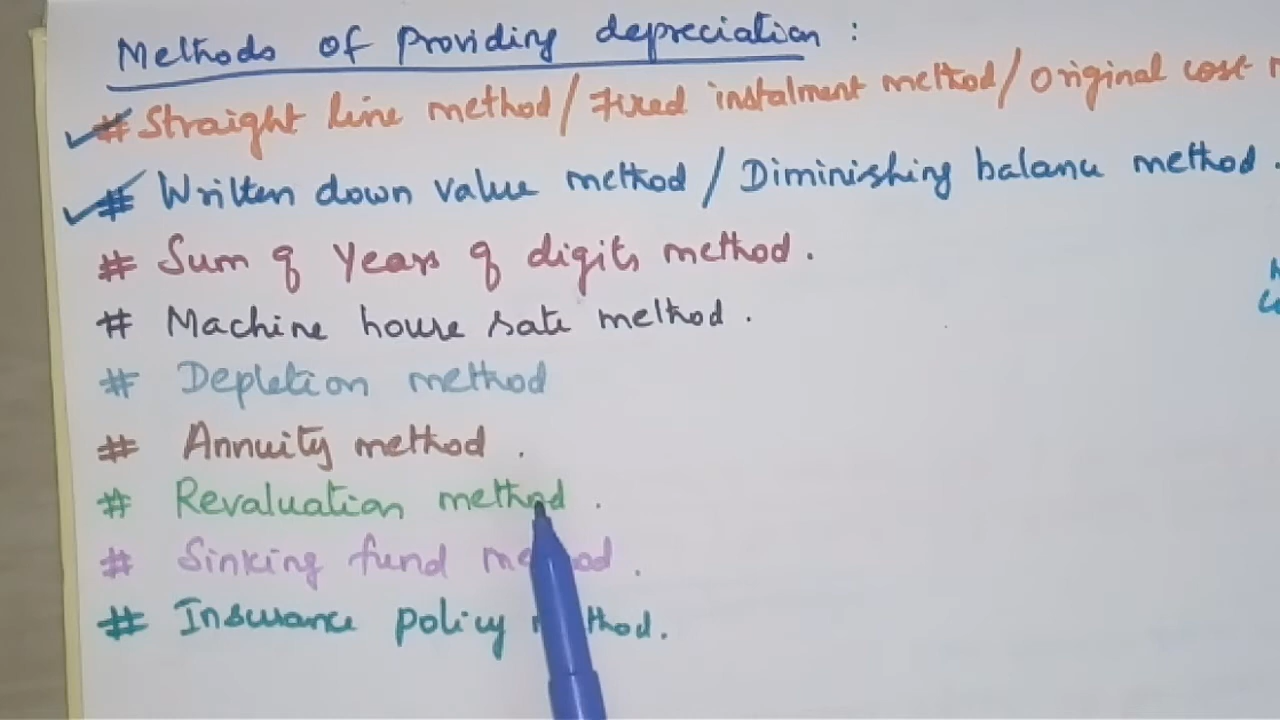 Methods of providing depreciation :
# Straight line method / Fixed instalment method / Original cost
# Written down value method / Diminishing balance method .
# Sum of Years of digits method .
# Machine hour rate method .
# Depletion method
# Annuity method .
# Revaluation method .
# Sinking fund method .
# Insurance policy method .